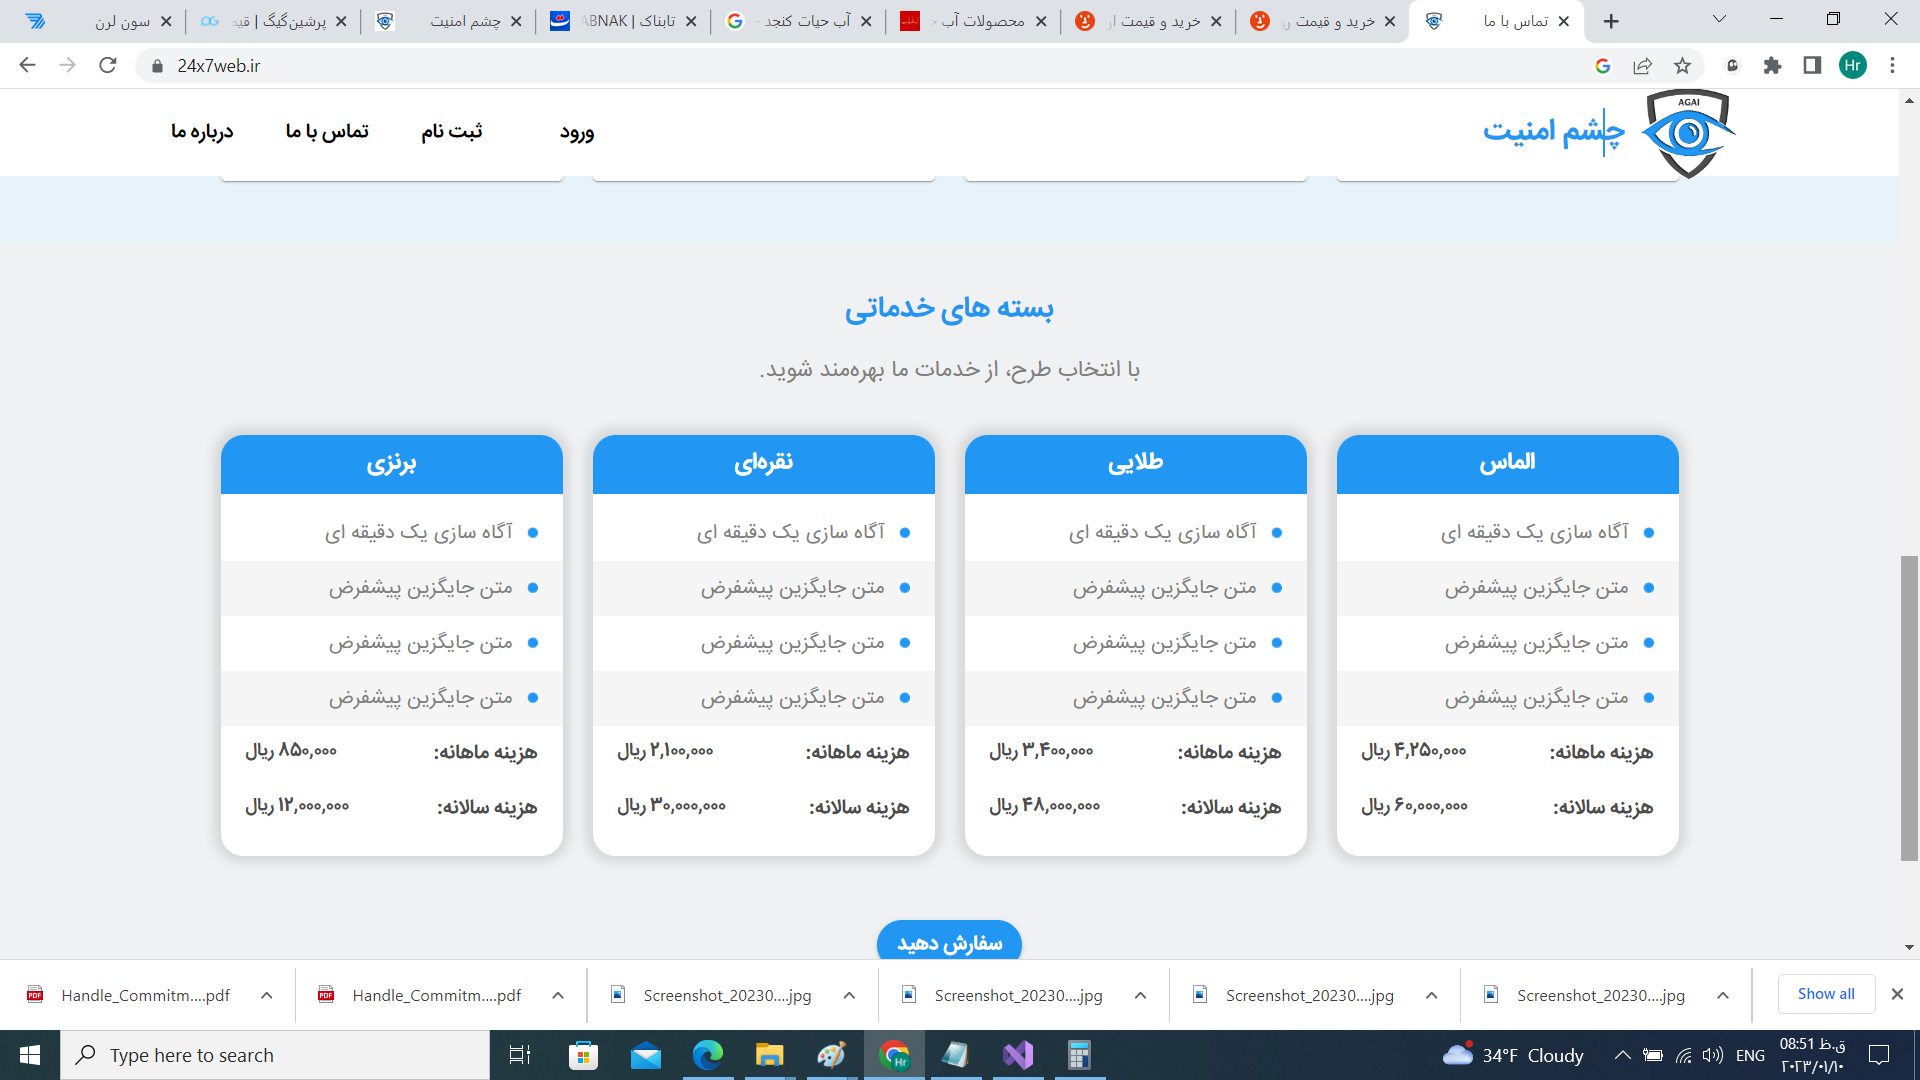 سون لرن
پرشین‌گیگ | قیم
چشم امنیت
تابناک | TABNAK
آب حیات کنجد -
محصولات آب ح
خرید و قیمت ار
خرید و قیمت رو
تماس با ما
24x7web.ir
Hr
AGAI
چشم امنیت
ورود
ثبت نام
تماس با ما
درباره ما
بسته های خدماتی
با انتخاب طرح، از خدمات ما بهره‌مند شوید.
الماس
آگاه سازی یک دقیقه ای
متن جایگزین پیشفرض
متن جایگزین پیشفرض
متن جایگزین پیشفرض
هزینه ماهانه: ۴,۲۵۰,۰۰۰ ریال
هزینه سالانه: ۶۰,۰۰۰,۰۰۰ ریال
طلایی
آگاه سازی یک دقیقه ای
متن جایگزین پیشفرض
متن جایگزین پیشفرض
متن جایگزین پیشفرض
هزینه ماهانه: ۳,۴۰۰,۰۰۰ ریال
هزینه سالانه: ۴۸,۰۰۰,۰۰۰ ریال
نقره‌ای
آگاه سازی یک دقیقه ای
متن جایگزین پیشفرض
متن جایگزین پیشفرض
متن جایگزین پیشفرض
هزینه ماهانه: ۲,۱۰۰,۰۰۰ ریال
هزینه سالانه: ۳۰,۰۰۰,۰۰۰ ریال
برنزی
آگاه سازی یک دقیقه ای
متن جایگزین پیشفرض
متن جایگزین پیشفرض
متن جایگزین پیشفرض
هزینه ماهانه: ۸۵۰,۰۰۰ ریال
هزینه سالانه: ۱۲,۰۰۰,۰۰۰ ریال
سفارش دهید
Handle_Commitm....pdf
Handle_Commitm....pdf
Screenshot_20230....jpg
Screenshot_20230....jpg
Screenshot_20230....jpg
Screenshot_20230....jpg
Show all
Type here to search
Hr
34°F Cloudy
ENG
08:51 ق.ظ
۲۰۲۳/۰۱/۱۰